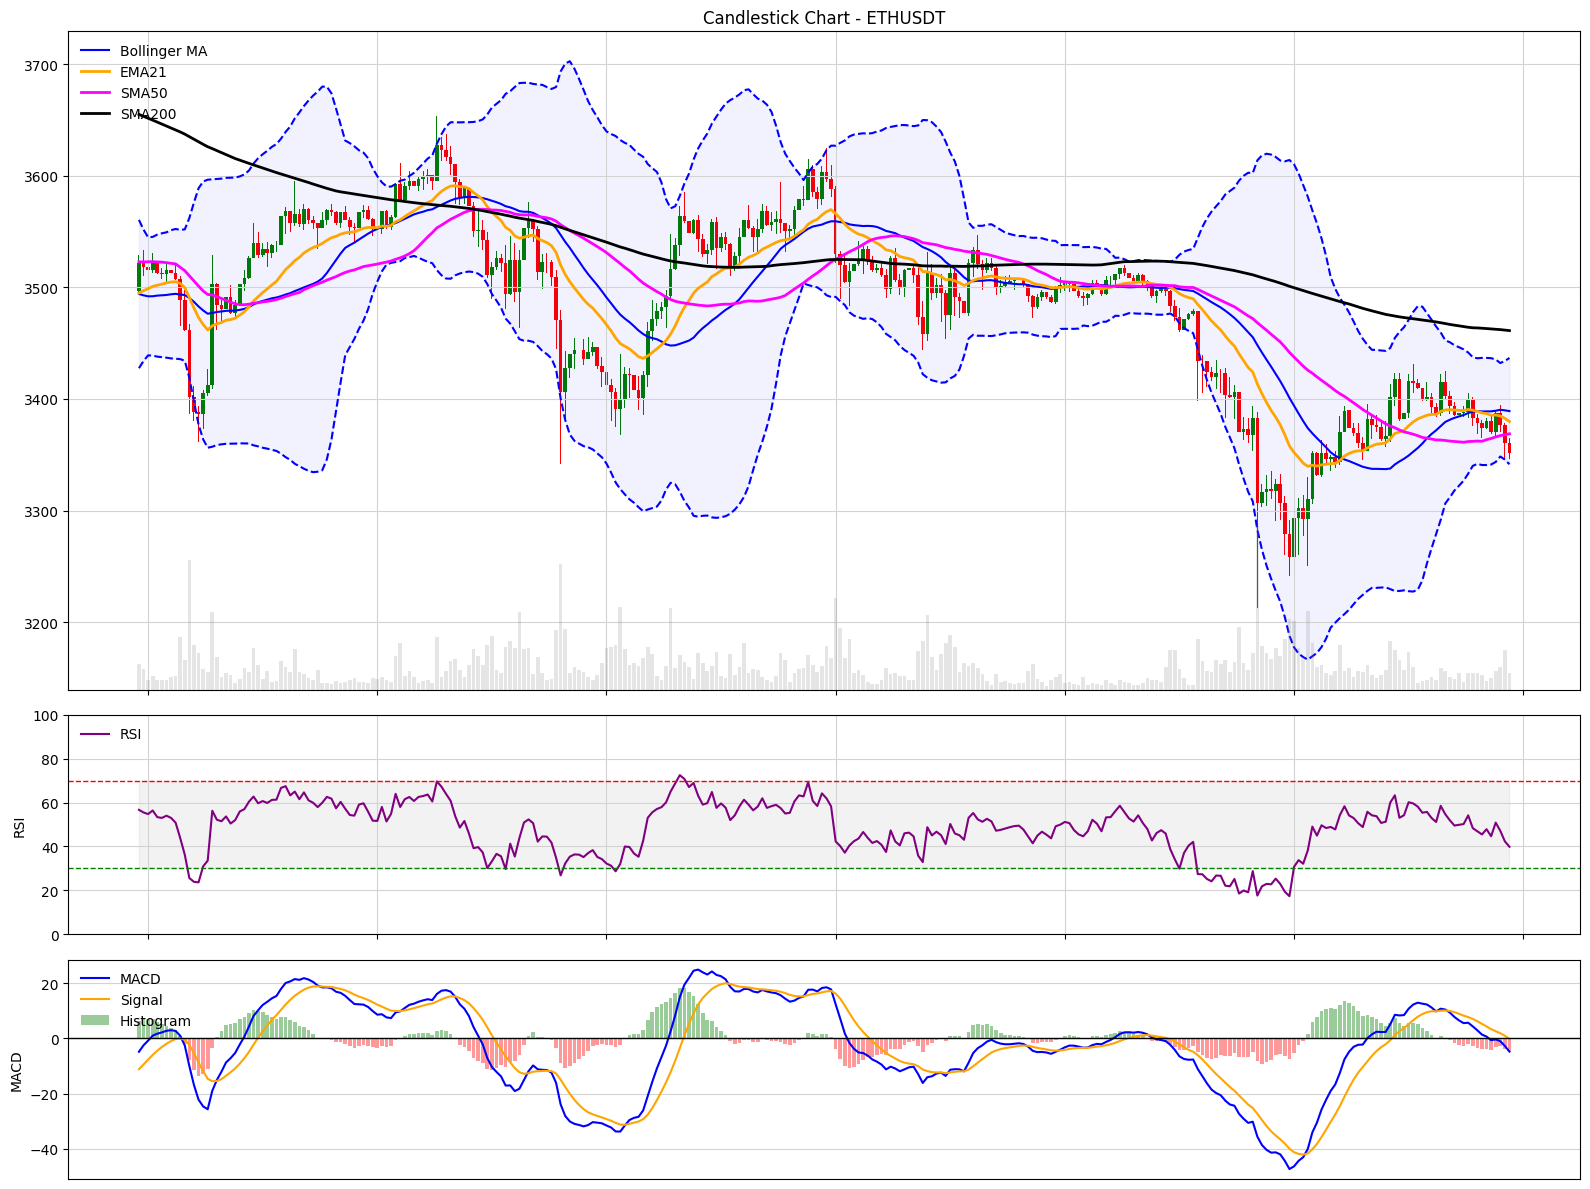 Candlestick Chart - ETHUSDT
Bollinger MA
EMA21
SMA50
SMA200
3700
3600
3500
3400
3300
3200
RSI
100
80
60
40
20
0
RSI
MACD
Signal
Histogram
20
0
−20
−40
MACD